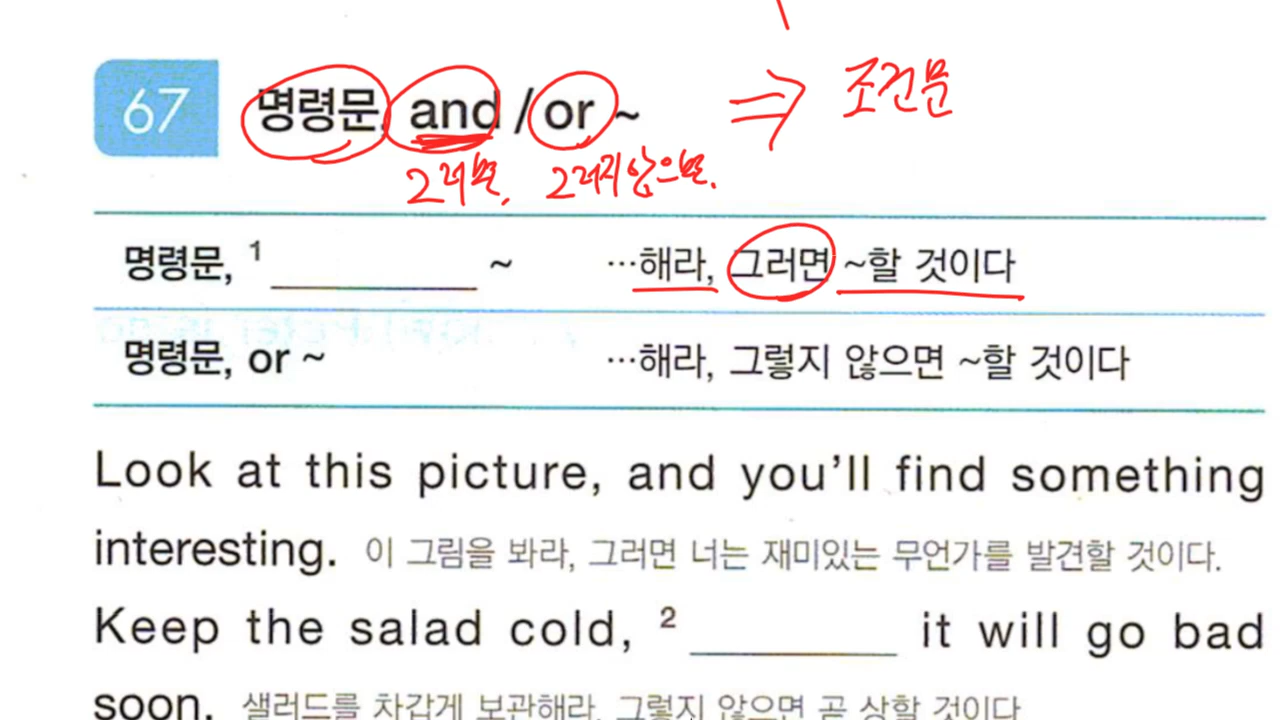 67 명령문, and / or ~ ⇒ 조건문
그러면, 그러지않으면.
명령문, 1 ________ ~ …해라, 그러면 ~할 것이다
명령문, or ~ …해라, 그렇지 않으면 ~할 것이다
Look at this picture, and you'll find something
interesting. 이 그림을 봐라, 그러면 너는 재미있는 무언가를 발견할 것이다.
Keep the salad cold, 2 ________ it will go bad
soon. 샐러드를 차갑게 보관해라, 그렇지 않으면 곧 상할 것이다